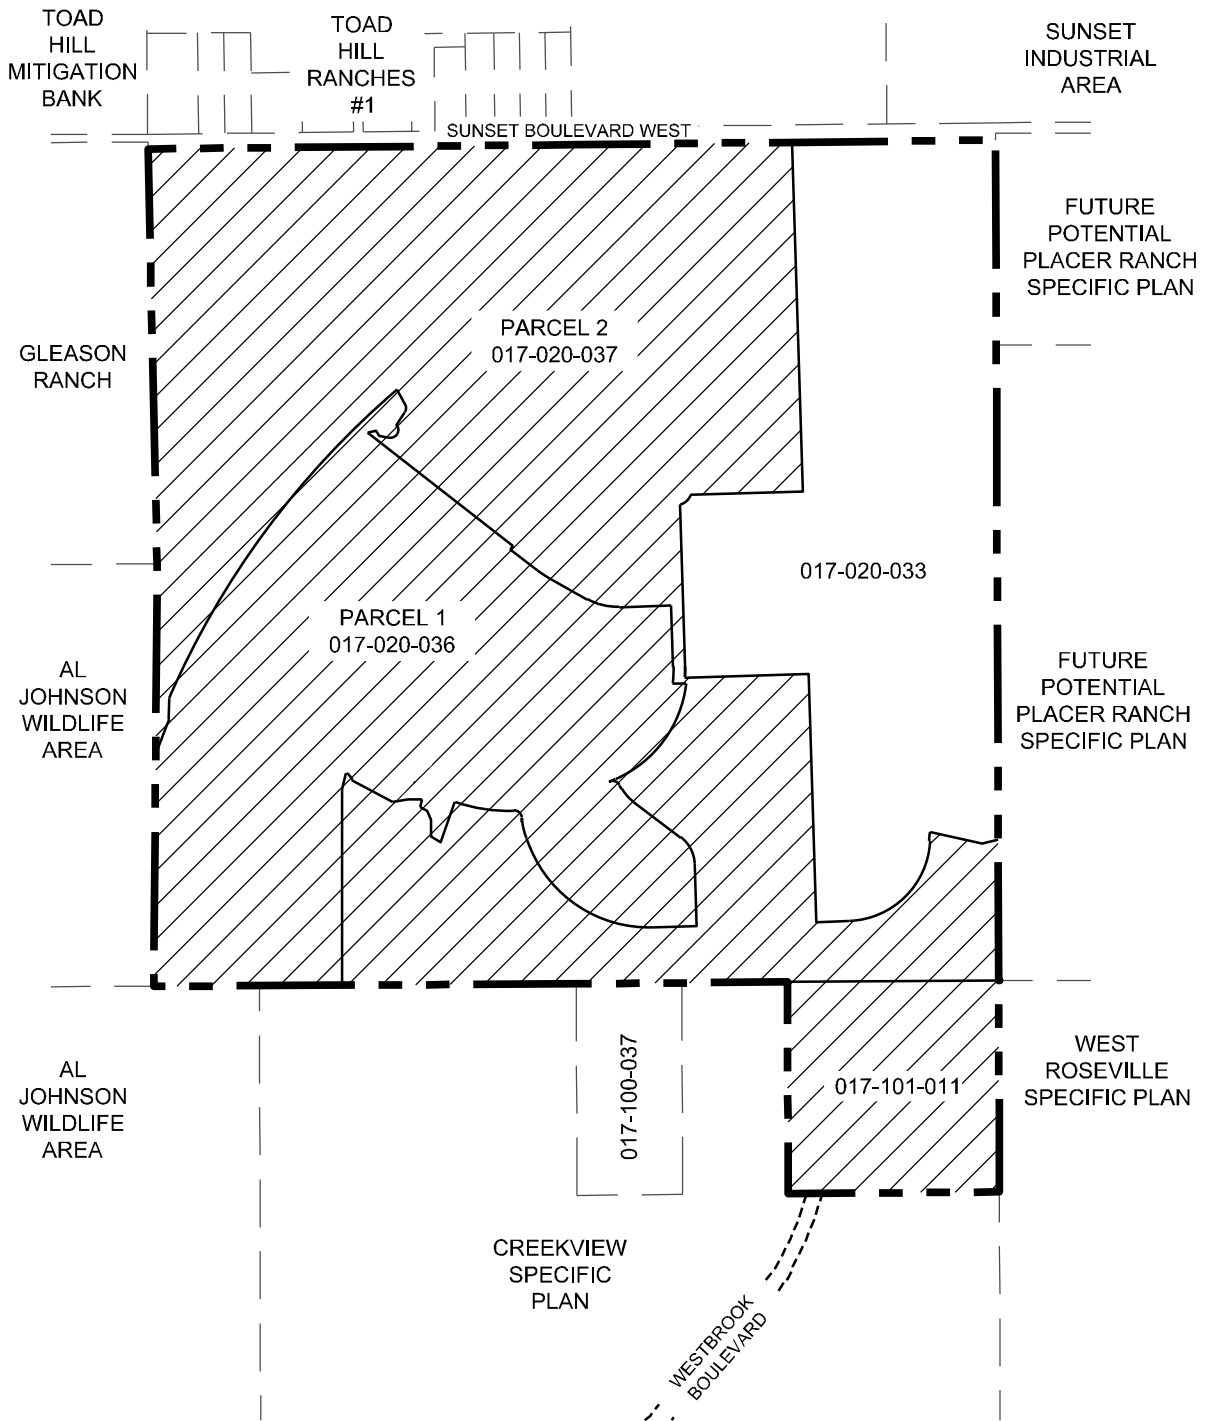 TOAD
HILL
MITIGATION
BANK
TOAD
HILL
RANCHES
#1
SUNSET
INDUSTRIAL
AREA
SUNSET BOULEVARD WEST
FUTURE
POTENTIAL
PLACER RANCH
SPECIFIC PLAN
GLEASON
RANCH
PARCEL 2
017-020-037
017-020-033
PARCEL 1
017-020-036
AL
JOHNSON
WILDLIFE
AREA
FUTURE
POTENTIAL
PLACER RANCH
SPECIFIC PLAN
AL
JOHNSON
WILDLIFE
AREA
017-100-037
017-101-011
WEST
ROSEVILLE
SPECIFIC PLAN
CREEKVIEW
SPECIFIC
PLAN
WESTBROOK
BOULEVARD